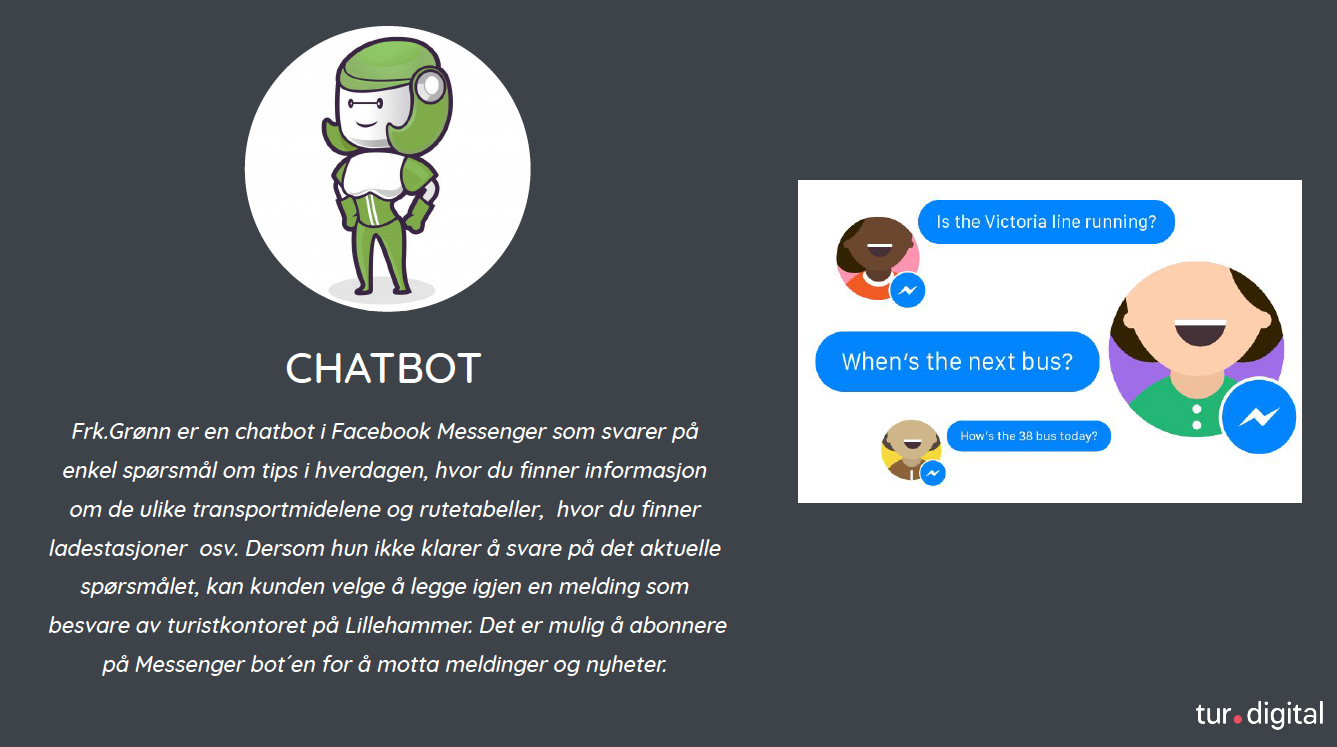 CHATBOT
Frk.Grønn er en chatbot i Facebook Messenger som svarer på
enkel spørsmål om tips i hverdagen, hvor du finner informasjon
om de ulike transportmidelene og rutetabeller,  hvor du finner
ladestasjoner  osv. Dersom hun ikke klarer å svare på det aktuelle
spørsmålet, kan kunden velge å legge igjen en melding som
besvare av turistkontoret på Lillehammer. Det er mulig å abonnere
på Messenger bot´en for å motta meldinger og nyheter.
Is the Victoria line running?
When's the next bus?
How's the 38 bus today?
tur.digital